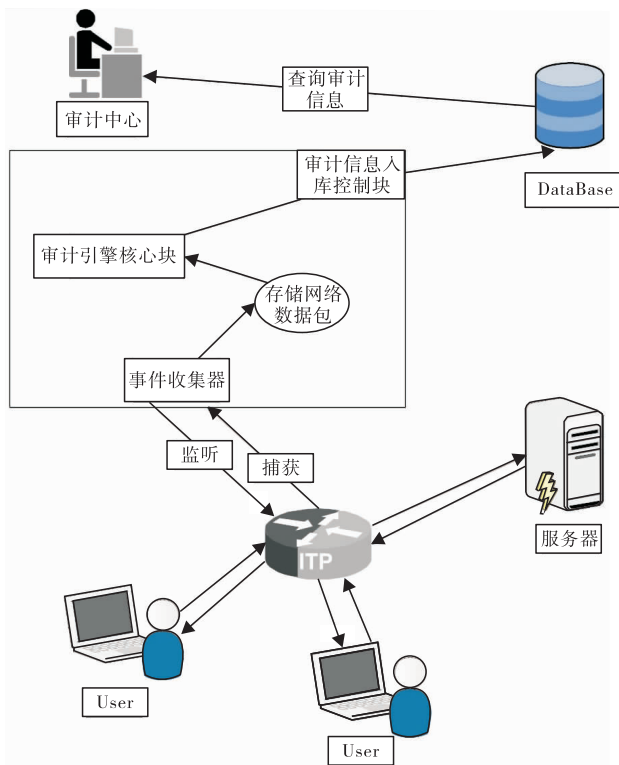 查询审计
信息
审计中心
审计信息入
库控制块
DataBase
审计引擎核心块
存储网络
数据包
事件收集器
监听
捕获
服务器
ITP
User
User